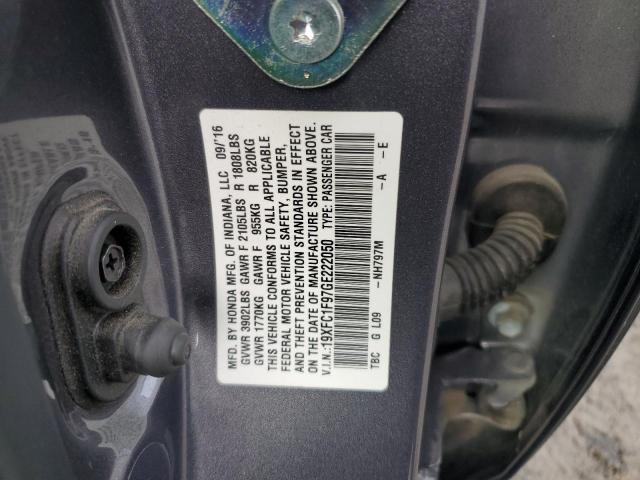 MFD. BY HONDA MFG. OF INDIANA, LLC 09/'16
GVWR 3902LBS GAWR F 2105LBS R 1808LBS
GVWR 1770KG GAWR F 955KG R 820KG
THIS VEHICLE CONFORMS TO ALL APPLICABLE
FEDERAL MOTOR VEHICLE SAFETY, BUMPER,
AND THEFT PREVENTION STANDARDS IN EFFECT
ON THE DATE OF MANUFACTURE SHOWN ABOVE.
V.I.N.:19XFC1F97GE222050 TYPE: PASSENGER CAR
-NH797M -A -E
TBC G L09